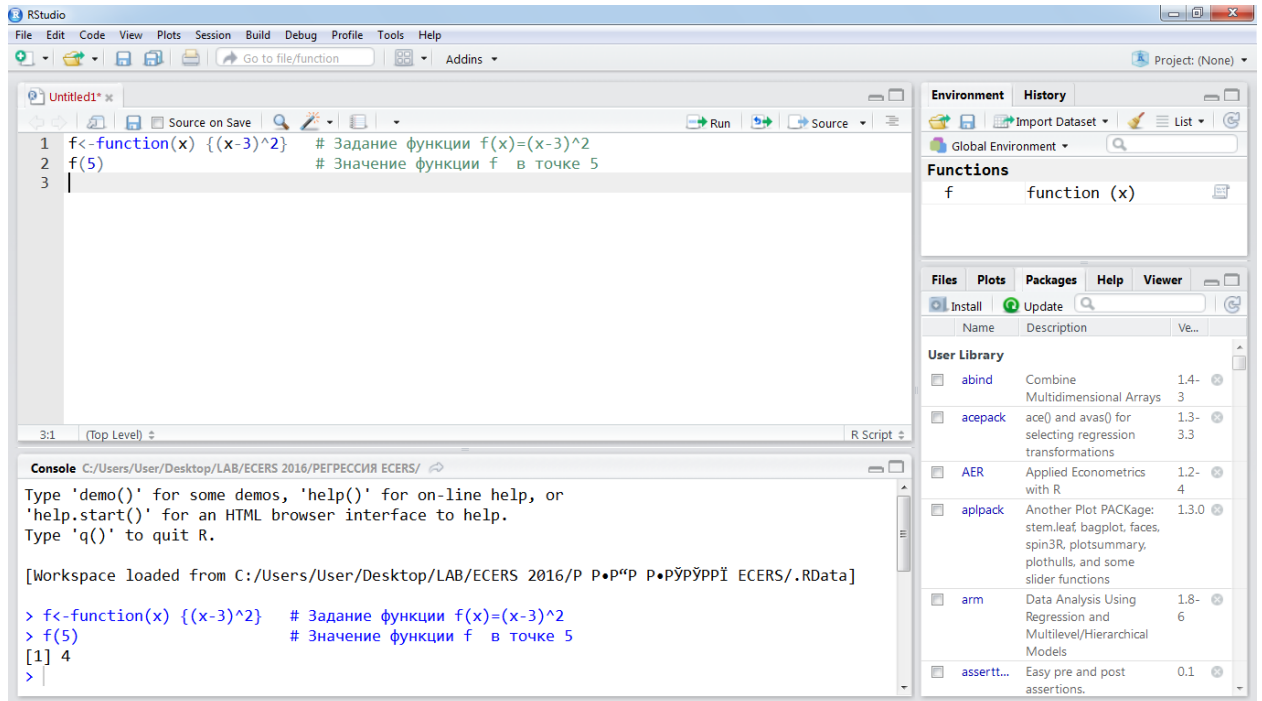 RStudio
File Edit Code View Plots Session Build Debug Profile Tools Help
Go to file/function Addins Project: (None)
Untitled1*
Source on Save Run Source
1 f<-function(x) {(x-3)^2} # Задание функции f(x)=(x-3)^2
2 f(5) # Значение функции f в точке 5
3
3:1 (Top Level) R Script
Console C:/Users/User/Desktop/LAB/ECERS 2016/РЕГРЕССИЯ ECERS/
Type 'demo()' for some demos, 'help()' for on-line help, or
'help.start()' for an HTML browser interface to help.
Type 'q()' to quit R.
[Workspace loaded from C:/Users/User/Desktop/LAB/ECERS 2016/Р Р•Р“Р Р•РЎРЎРРЇ ECERS/.RData]
> f<-function(x) {(x-3)^2} # Задание функции f(x)=(x-3)^2
> f(5) # Значение функции f в точке 5
[1] 4
>
Environment History
Import Dataset List
Global Environment
Functions
f function (x)
Files Plots Packages Help Viewer
Install Update
Name Description Ve...
User Library
abind Combine 1.4-
Multidimensional Arrays 3
acepack ace() and avas() for 1.3-
selecting regression 3.3
transformations
AER Applied Econometrics 1.2-
with R 4
aplpack Another Plot PACKage: 1.3.0
stem.leaf, bagplot, faces,
spin3R, plotsummary,
plothulls, and some
slider functions
arm Data Analysis Using 1.8-
Regression and 6
Multilevel/Hierarchical
Models
assertt... Easy pre and post 0.1
assertions.